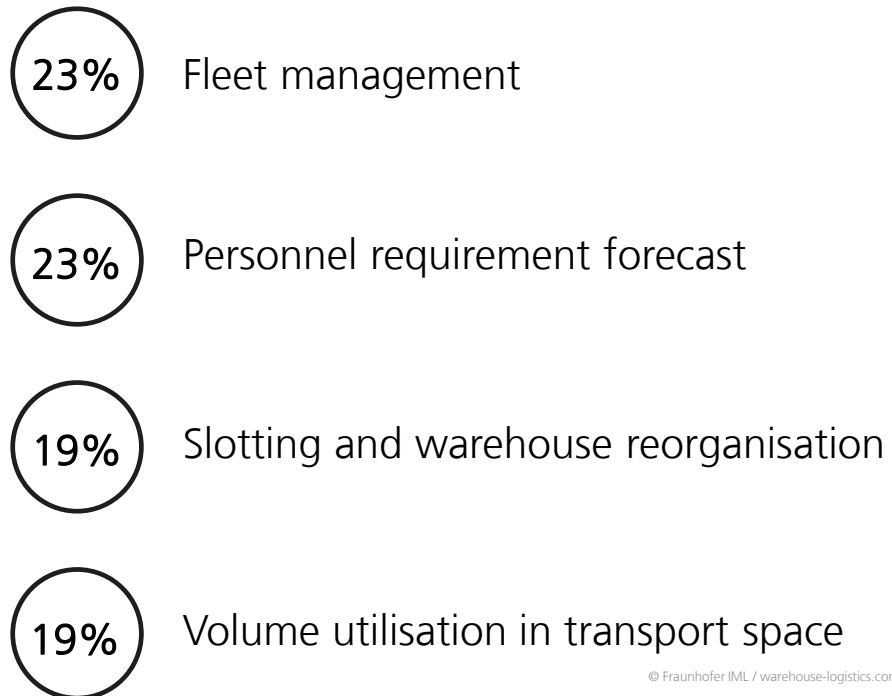 23% Fleet management
23% Personnel requirement forecast
19% Slotting and warehouse reorganisation
19% Volume utilisation in transport space
© Fraunhofer IML / warehouse-logistics.cor